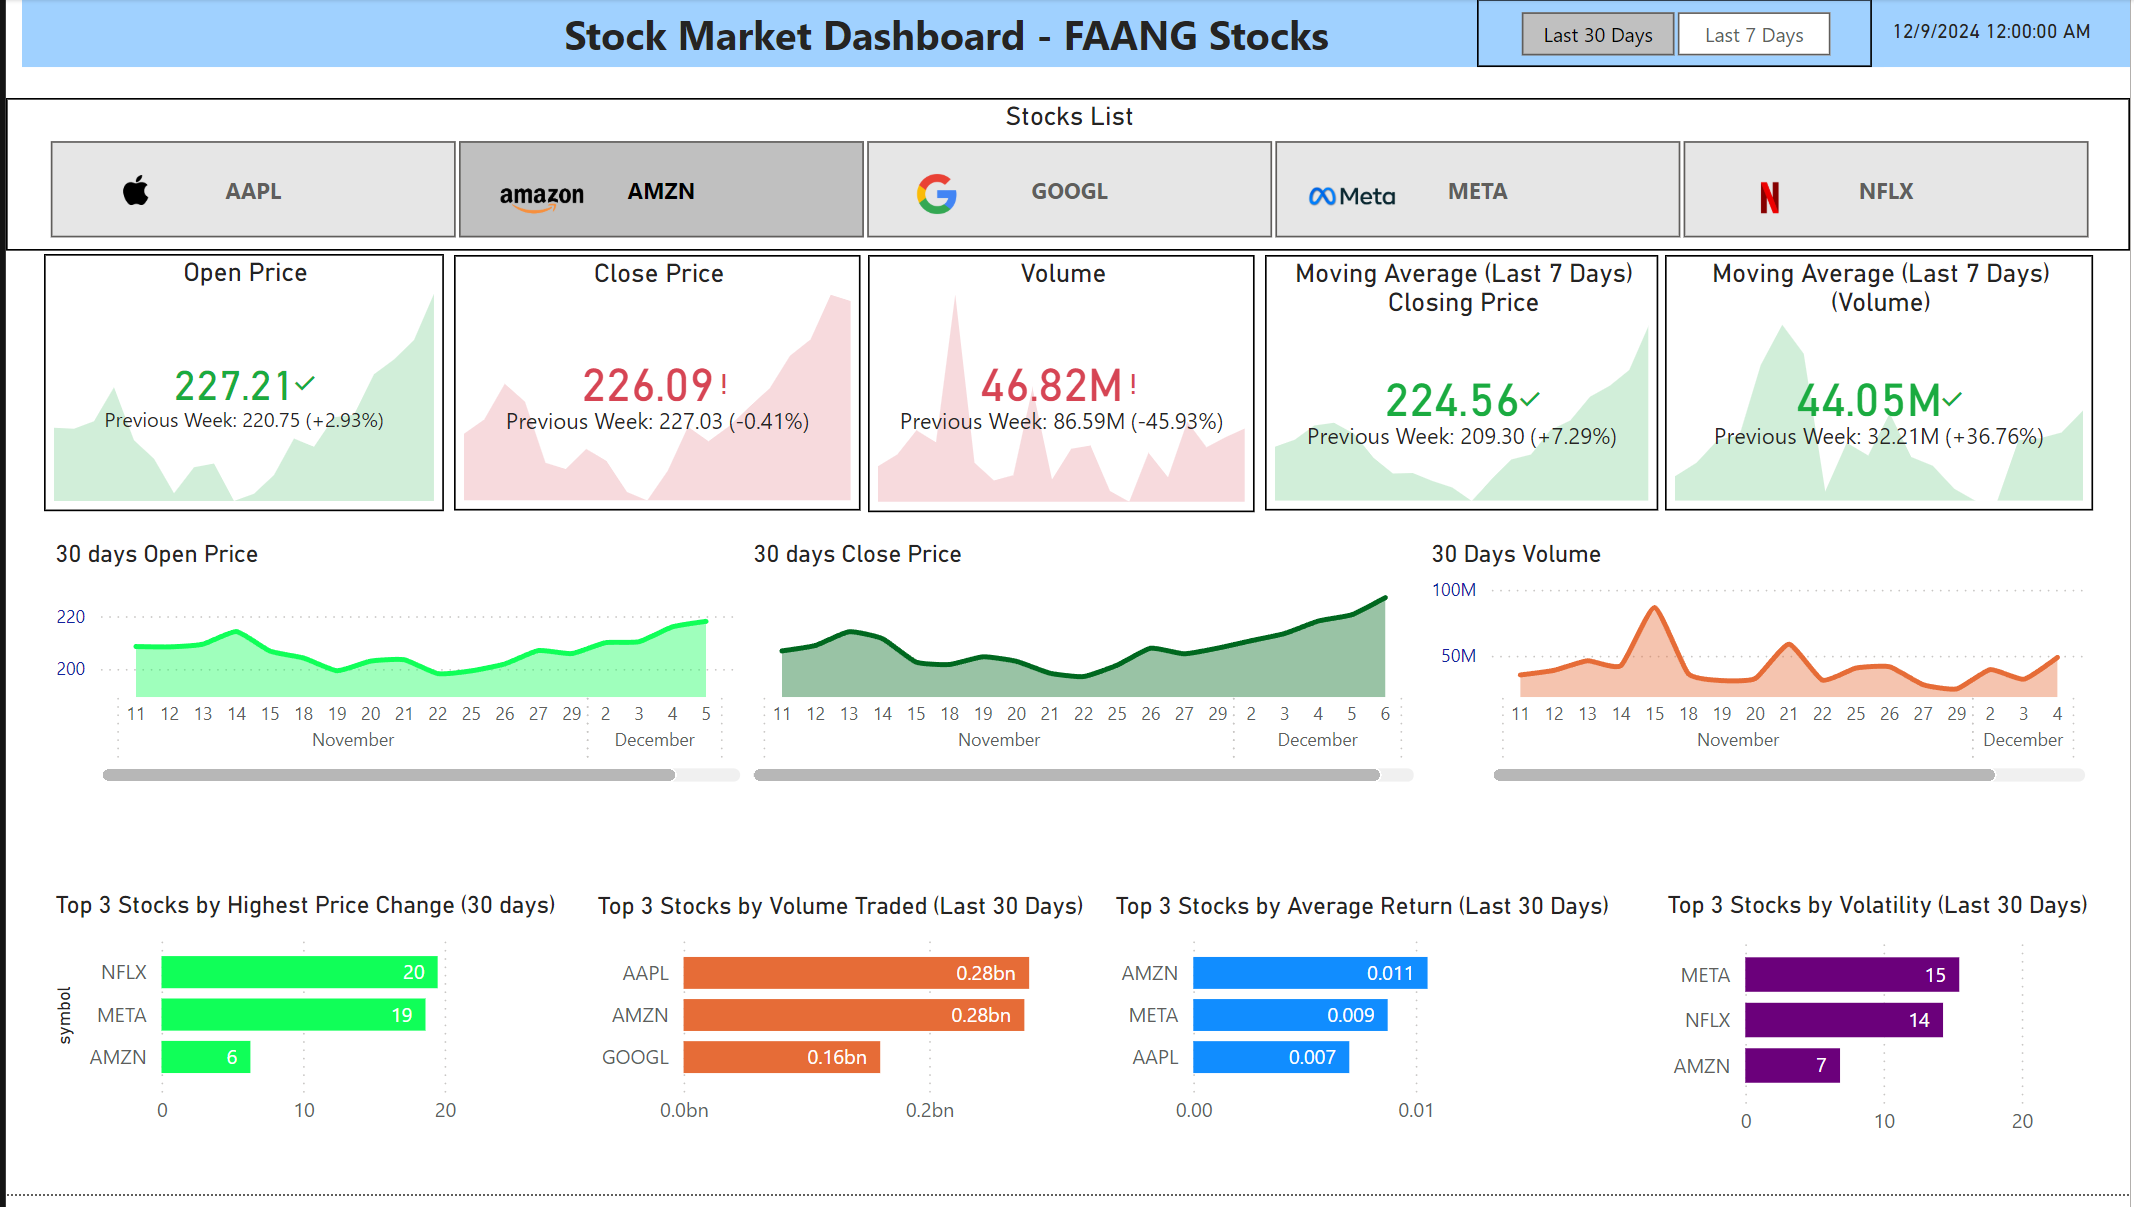 Stock Market Dashboard - FAANG Stocks
Last 30 Days
Last 7 Days
12/9/2024 12:00:00 AM
Stocks List
AAPL
amazon
AMZN
GOOGL
Meta
META
NFLX
Open Price
227.21
Previous Week: 220.75 (+2.93%)
Close Price
226.09!
Previous Week: 227.03 (-0.41%)
Volume
46.82M!
Previous Week: 86.59M (-45.93%)
Moving Average (Last 7 Days)
Closing Price
224.56
Previous Week: 209.30 (+7.29%)
Moving Average (Last 7 Days)
(Volume)
44.05M
Previous Week: 32.21M (+36.76%)
30 days Open Price
220
200
11 12 13 14 15 18 19 20 21 22 25 26 27 29 2 3 4 5
November December
30 days Close Price
11 12 13 14 15 18 19 20 21 22 25 26 27 29 2 3 4 5 6
November December
30 Days Volume
100M
50M
11 12 13 14 15 18 19 20 21 22 25 26 27 29 2 3 4
November December
Top 3 Stocks by Highest Price Change (30 days)
symbol
NFLX 20
META 19
AMZN 6
0 10 20
Top 3 Stocks by Volume Traded (Last 30 Days)
AAPL 0.28bn
AMZN 0.28bn
GOOGL 0.16bn
0.0bn 0.2bn
Top 3 Stocks by Average Return (Last 30 Days)
AMZN 0.011
META 0.009
AAPL 0.007
0.00 0.01
Top 3 Stocks by Volatility (Last 30 Days)
META 15
NFLX 14
AMZN 7
0 10 20